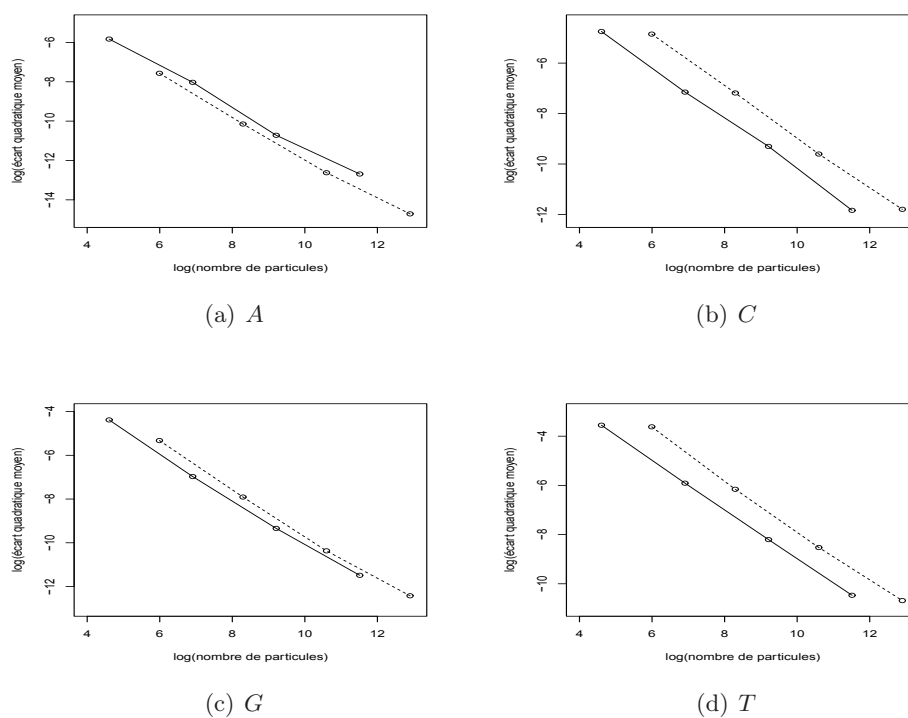 log(écart quadratique moyen)
-6
-8
-10
-12
-14
4 6 8 10 12
log(nombre de particules)
(a) A
log(écart quadratique moyen)
-6
-8
-10
-12
4 6 8 10 12
log(nombre de particules)
(b) C
log(écart quadratique moyen)
-4
-6
-8
-10
-12
4 6 8 10 12
log(nombre de particules)
(c) G
log(écart quadratique moyen)
-4
-6
-8
-10
4 6 8 10 12
log(nombre de particules)
(d) T